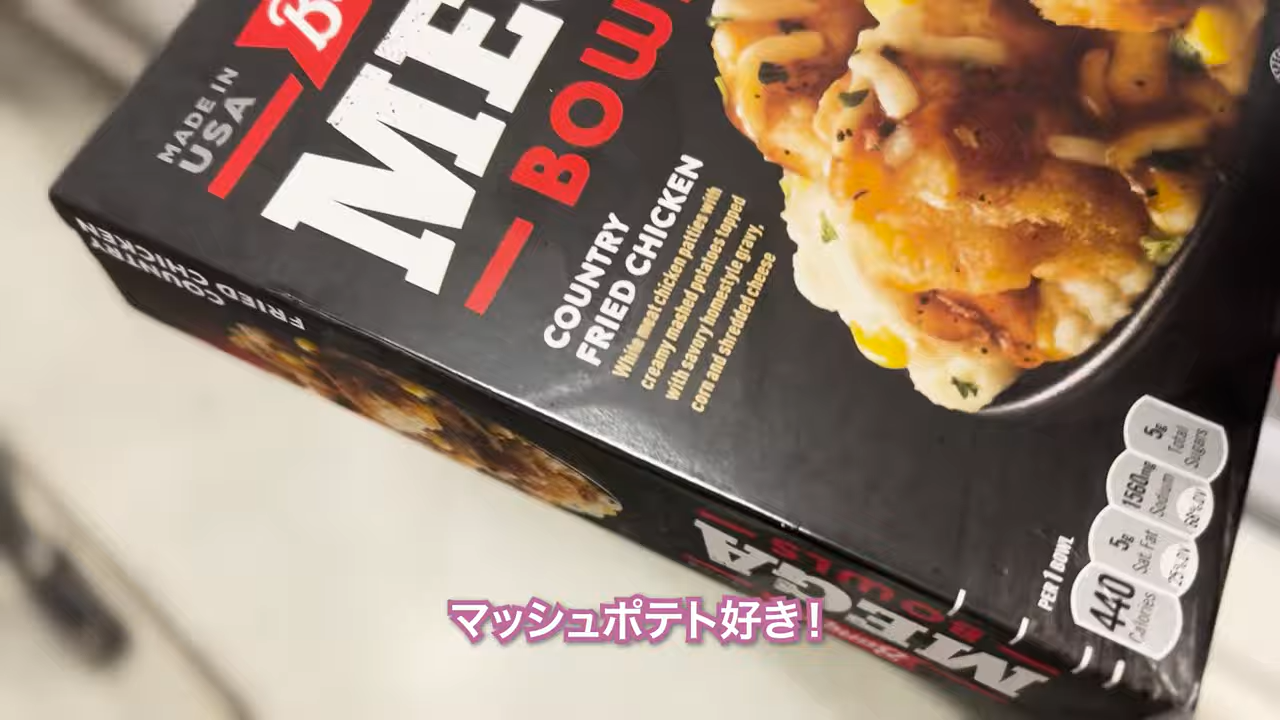 MADE IN
USA
BOW
COUNTRY
FRIED CHICKEN
White meat chicken patties with
creamy mashed potatoes topped
with savory homestyle gravy,
corn and shredded cheese
COUNTRY
FRIED CHICKEN
MEGA
BOWLS
PER 1 BOWL
440
Calories
5g
Sat Fat
25% DV
1560mg
Sodium
68% DV
5g
Total
Sugars
マッシュポテト好き!